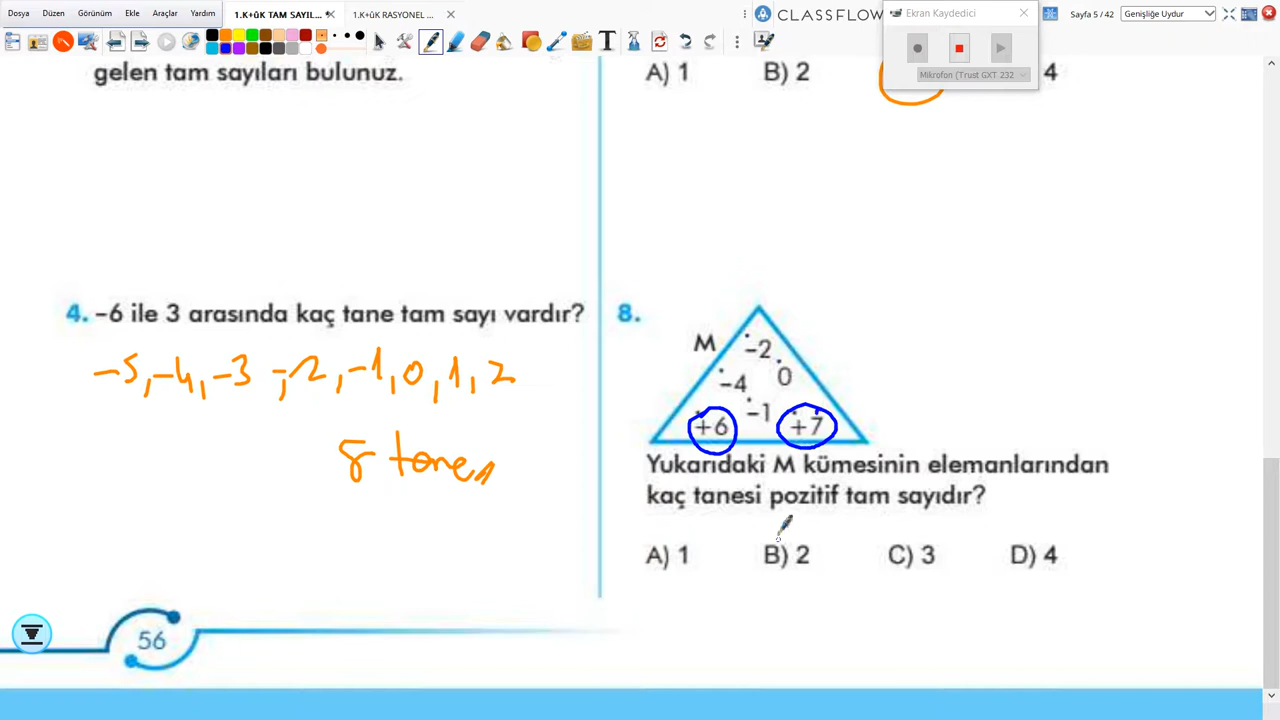 Dosya Düzen Görünüm Ekle Araçlar Yardım
1.K+ûK TAM SAYIL...
1.K+ûK RASYONEL ...
CLASSFLOW
Ekran Kaydedici
Mikrofon (Trust GXT 232
Sayfa 5 / 42
Genişliğe Uydur
gelen tam sayıları bulunuz.
A) 1 B) 2 4
4. –6 ile 3 arasında kaç tane tam sayı vardır?
-5, -4, -3, -2, -1, 0, 1, 2
8 tane
56
8.
M
–2
0
–4
–1
+6 +7
Yukarıdaki M kümesinin elemanlarından
kaç tanesi pozitif tam sayıdır?
A) 1 B) 2 C) 3 D) 4